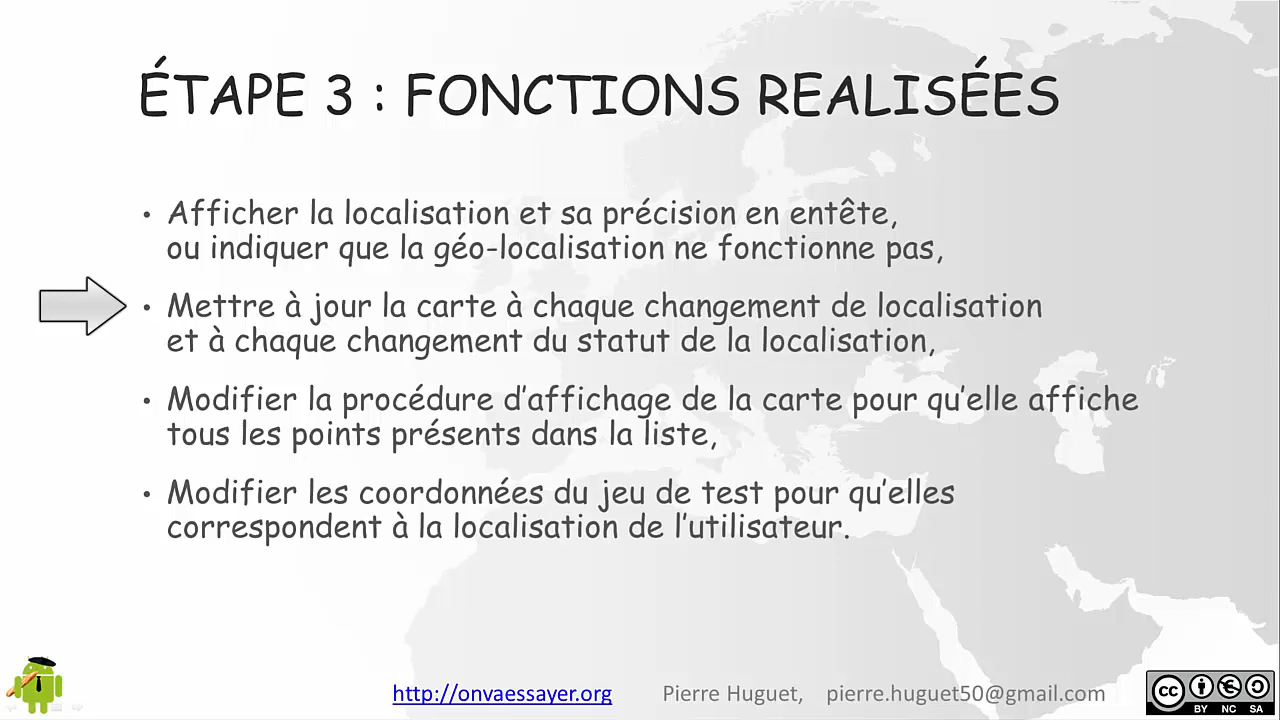 ÉTAPE 3 : FONCTIONS REALISÉES
• Afficher la localisation et sa précision en entête,
ou indiquer que la géo-localisation ne fonctionne pas,
• Mettre à jour la carte à chaque changement de localisation
et à chaque changement du statut de la localisation,
• Modifier la procédure d’affichage de la carte pour qu’elle affiche
tous les points présents dans la liste,
• Modifier les coordonnées du jeu de test pour qu’elles
correspondent à la localisation de l’utilisateur.
http://onvaessayer.org Pierre Huguet, pierre.huguet50@gmail.com
cc BY NC SA